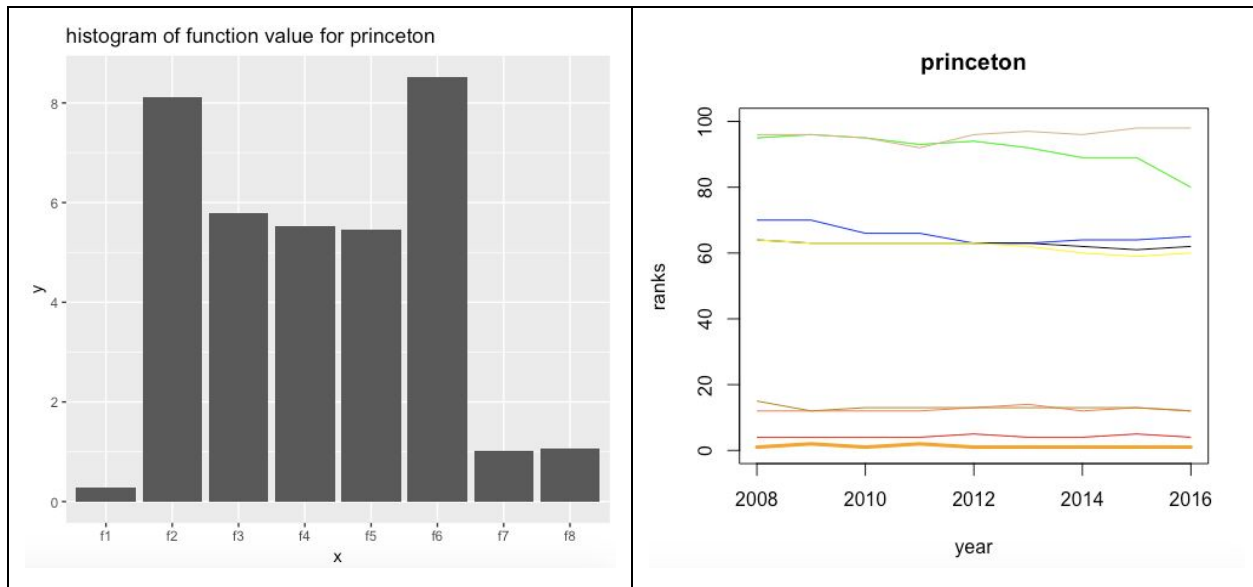 histogram of function value for princeton
8
6
4
2
0
y
f1 f2 f3 f4 f5 f6 f7 f8
x
princeton
100
80
60
40
20
0
ranks
2008 2010 2012 2014 2016
year